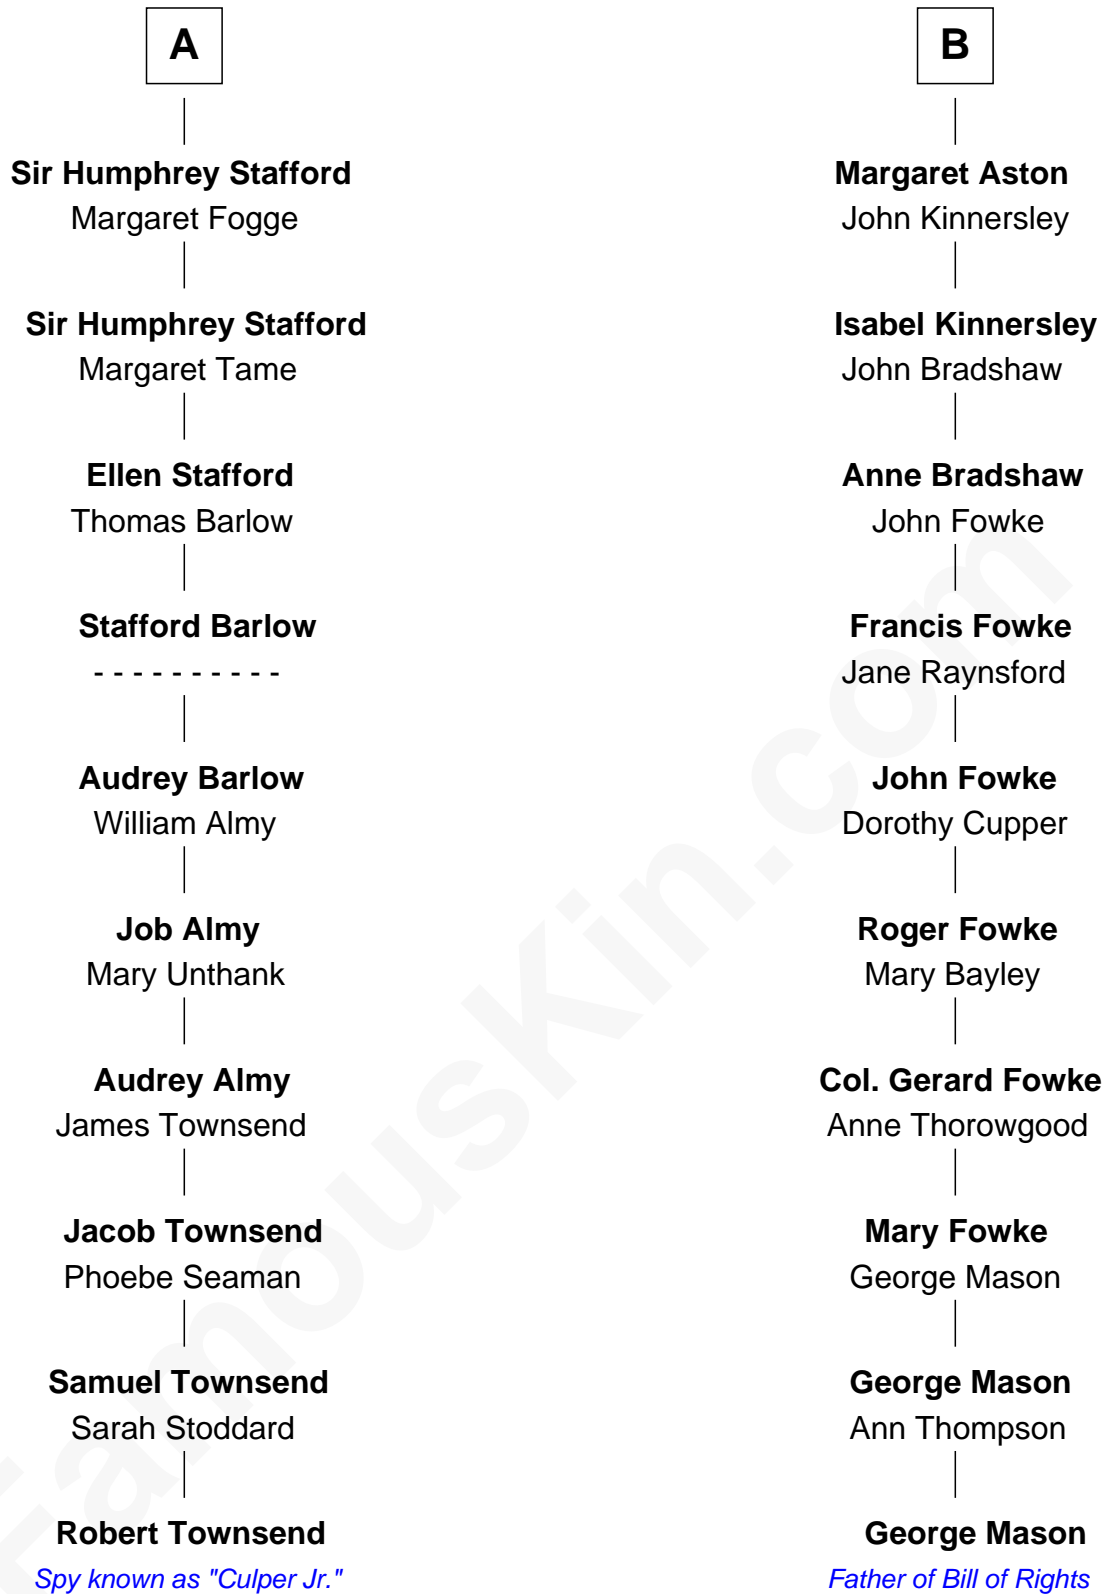 A
Sir Humphrey Stafford
Margaret Fogge
Sir Humphrey Stafford
Margaret Tame
Ellen Stafford
Thomas Barlow
Stafford Barlow
- - - - - - - - - -
Audrey Barlow
William Almy
Job Almy
Mary Unthank
Audrey Almy
James Townsend
Jacob Townsend
Phoebe Seaman
Samuel Townsend
Sarah Stoddard
Robert Townsend
Spy known as "Culper Jr."
B
Margaret Aston
John Kinnersley
Isabel Kinnersley
John Bradshaw
Anne Bradshaw
John Fowke
Francis Fowke
Jane Raynsford
John Fowke
Dorothy Cupper
Roger Fowke
Mary Bayley
Col. Gerard Fowke
Anne Thorowgood
Mary Fowke
George Mason
George Mason
Ann Thompson
George Mason
Father of Bill of Rights
FamousKin.com